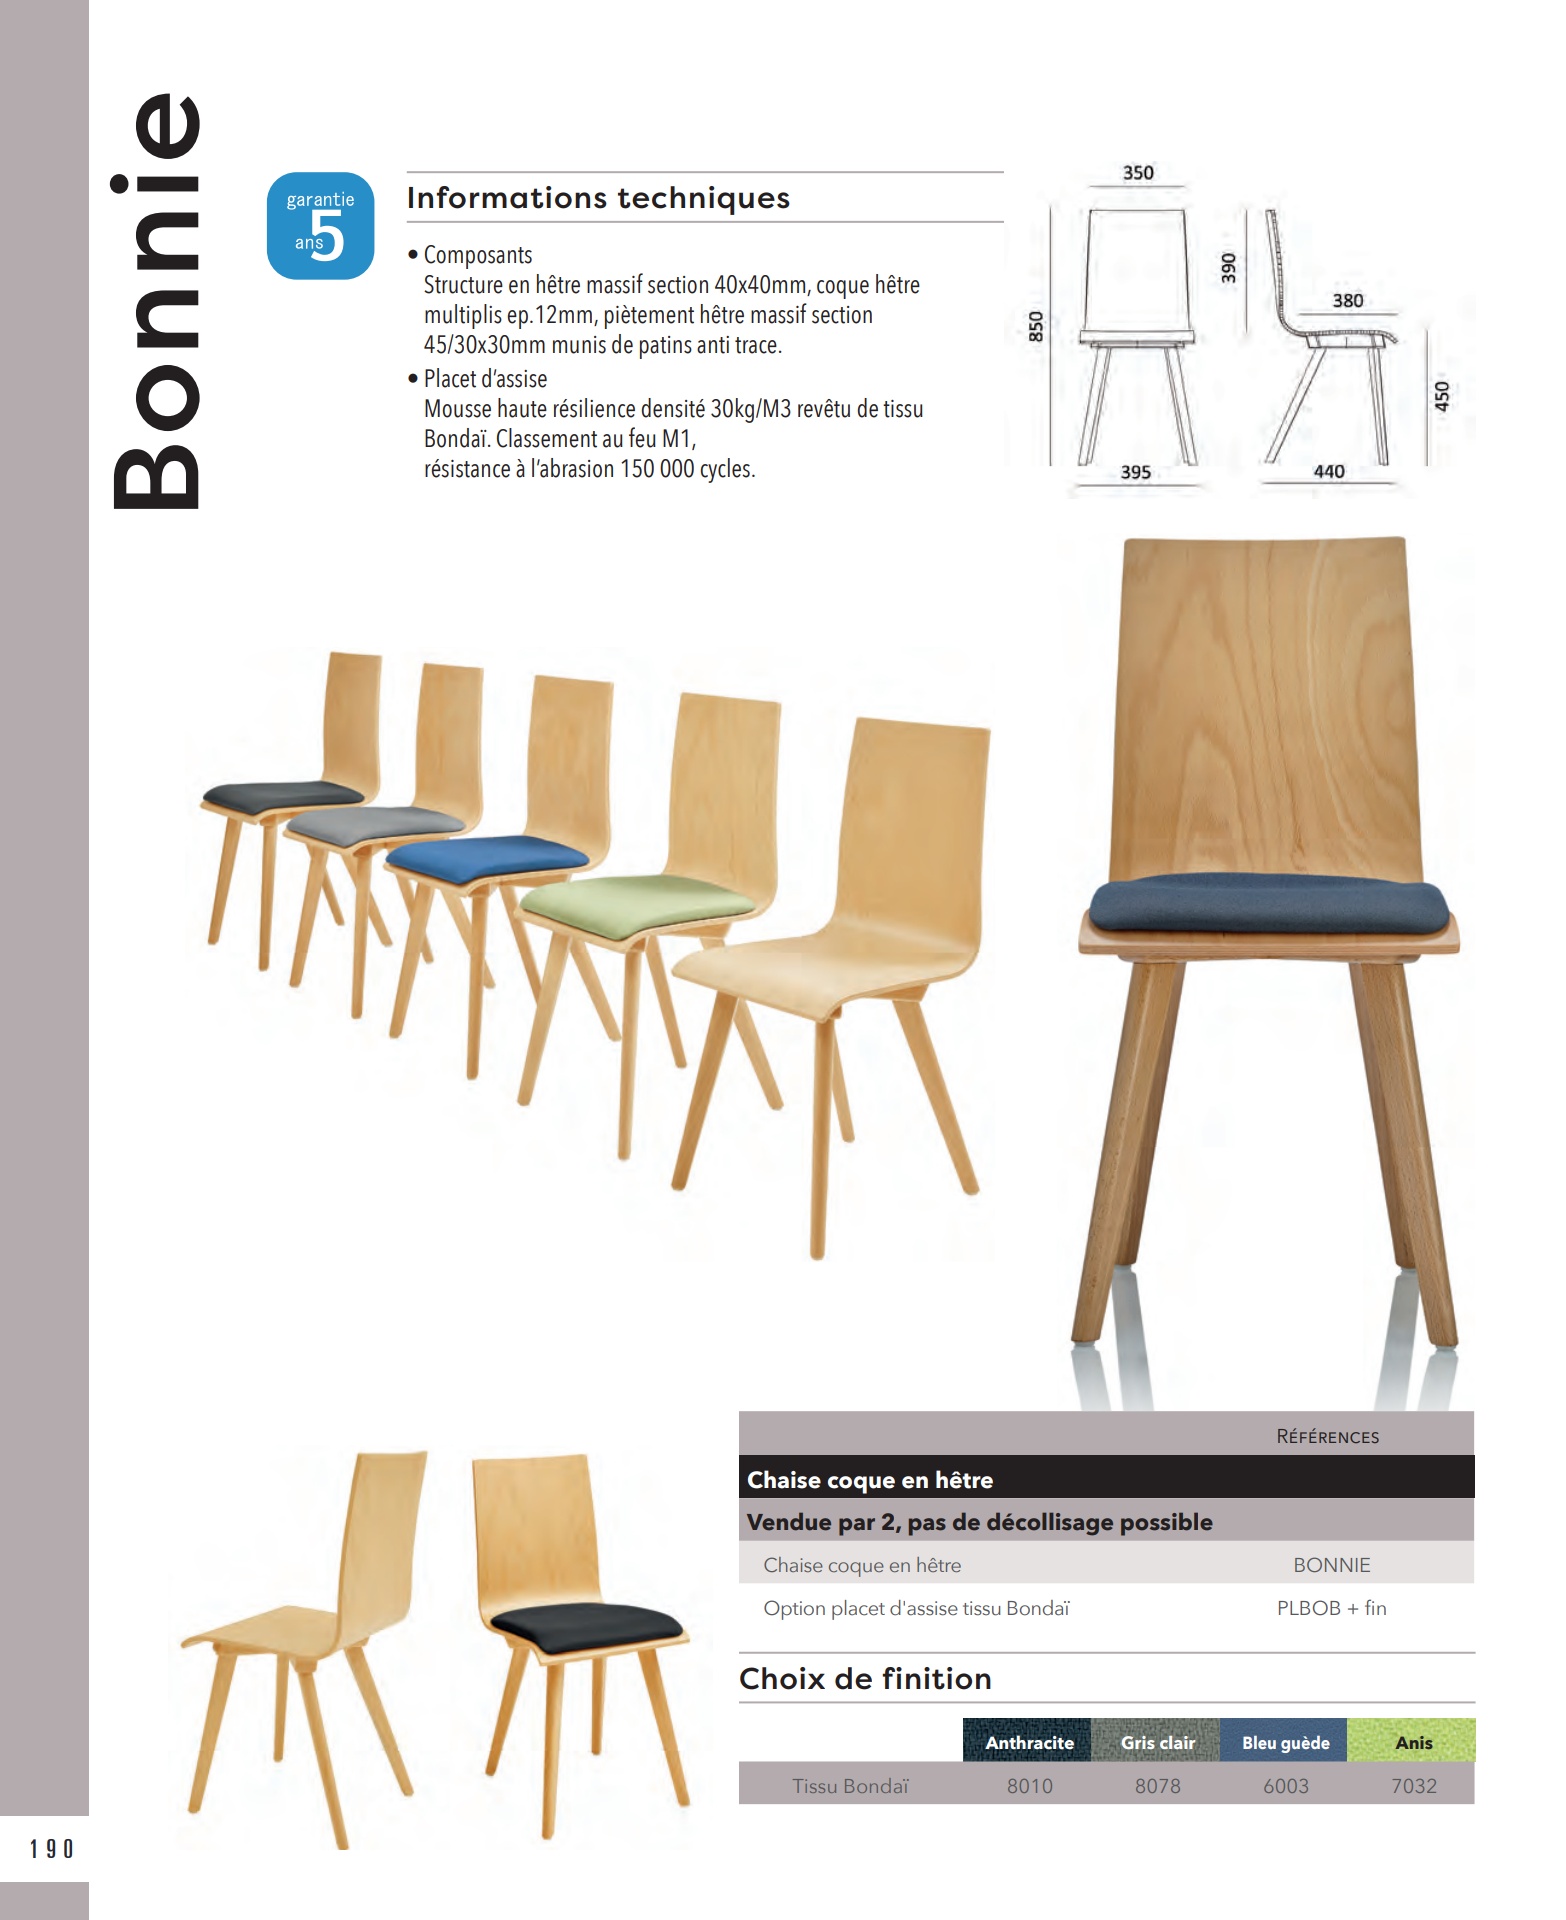 Bonnie
garantie
5
ans
Informations techniques
• Composants
Structure en hêtre massif section 40x40mm, coque hêtre
multiplis ep.12mm, piètement hêtre massif section
45/30x30mm munis de patins anti trace.
• Placet d’assise
Mousse haute résilience densité 30kg/M3 revêtu de tissu
Bondaï. Classement au feu M1,
résistance à l’abrasion 150 000 cycles.
350
850
390
380
450
395
440
RÉFÉRENCES
Chaise coque en hêtre
Vendue par 2, pas de décollisage possible
Chaise coque en hêtre BONNIE
Option placet d'assise tissu Bondaï PLBOB + fin
Choix de finition
Anthracite Gris clair Bleu guède Anis
Tissu Bondaï 8010 8078 6003 7032
190